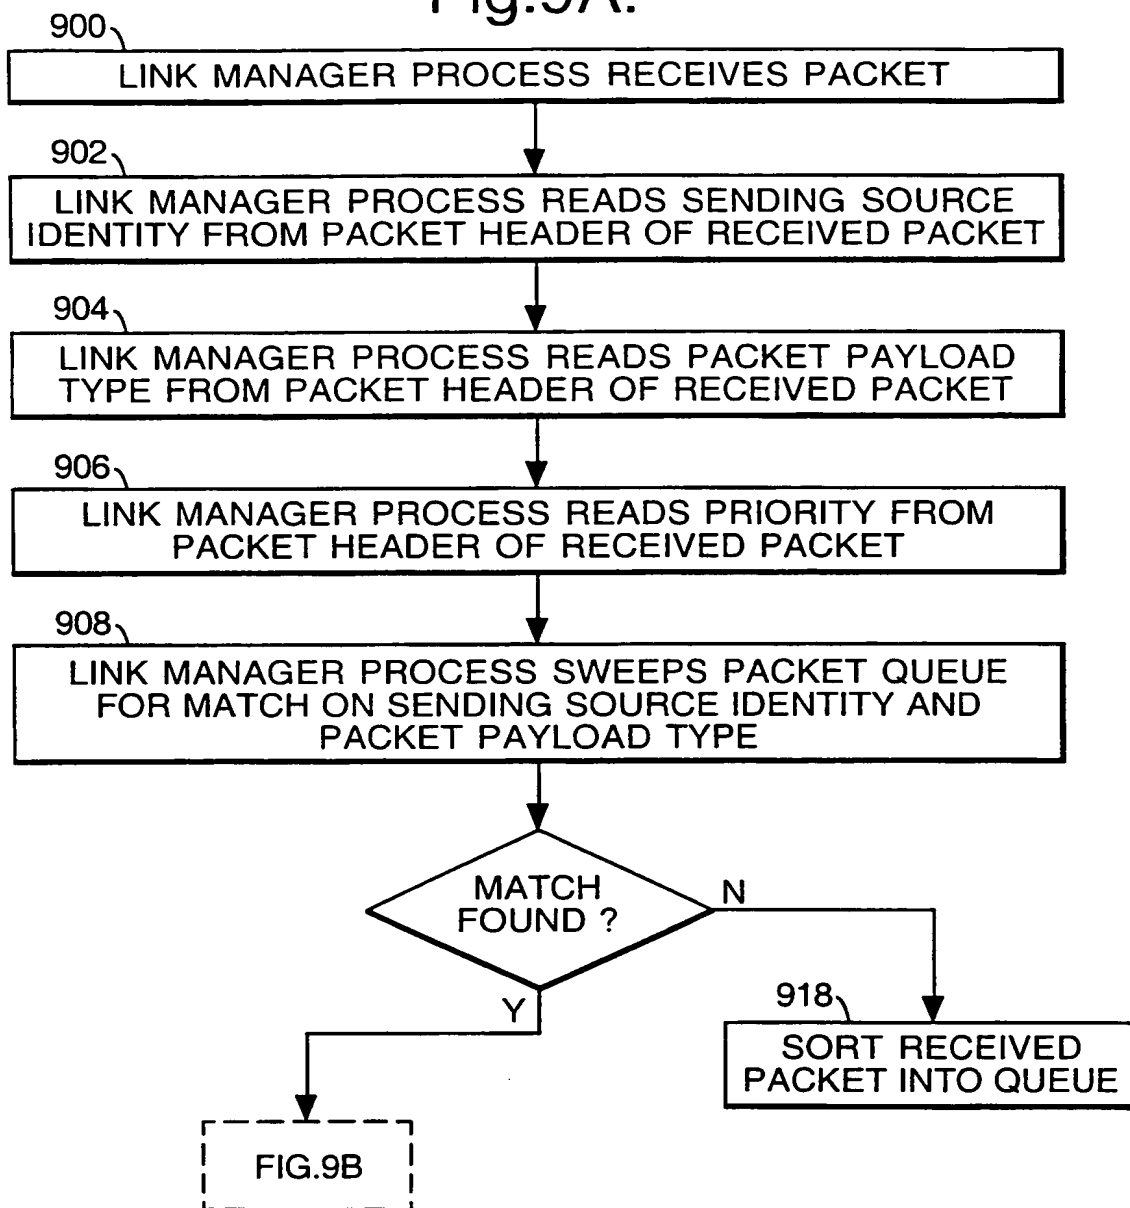 Fig.9A.
900
LINK MANAGER PROCESS RECEIVES PACKET
902
LINK MANAGER PROCESS READS SENDING SOURCE
IDENTITY FROM PACKET HEADER OF RECEIVED PACKET
904
LINK MANAGER PROCESS READS PACKET PAYLOAD
TYPE FROM PACKET HEADER OF RECEIVED PACKET
906
LINK MANAGER PROCESS READS PRIORITY FROM
PACKET HEADER OF RECEIVED PACKET
908
LINK MANAGER PROCESS SWEEPS PACKET QUEUE
FOR MATCH ON SENDING SOURCE IDENTITY AND
PACKET PAYLOAD TYPE
MATCH
FOUND ?
N
Y
918
SORT RECEIVED
PACKET INTO QUEUE
FIG.9B